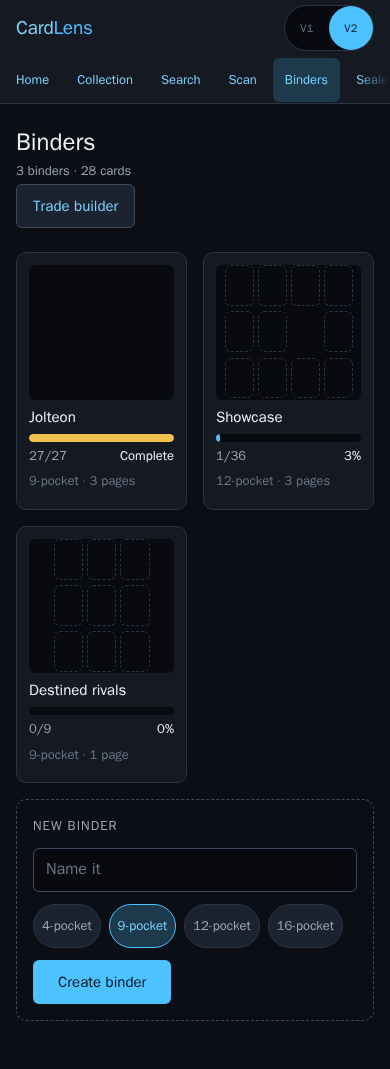 CardLens
V1 V2
Home Collection Search Scan Binders Seale
Binders
3 binders · 28 cards
Trade builder
Jolteon
27/27 Complete
9-pocket · 3 pages
Showcase
1/36 3%
12-pocket · 3 pages
Destined rivals
0/9 0%
9-pocket · 1 page
NEW BINDER
Name it
4-pocket 9-pocket 12-pocket 16-pocket
Create binder